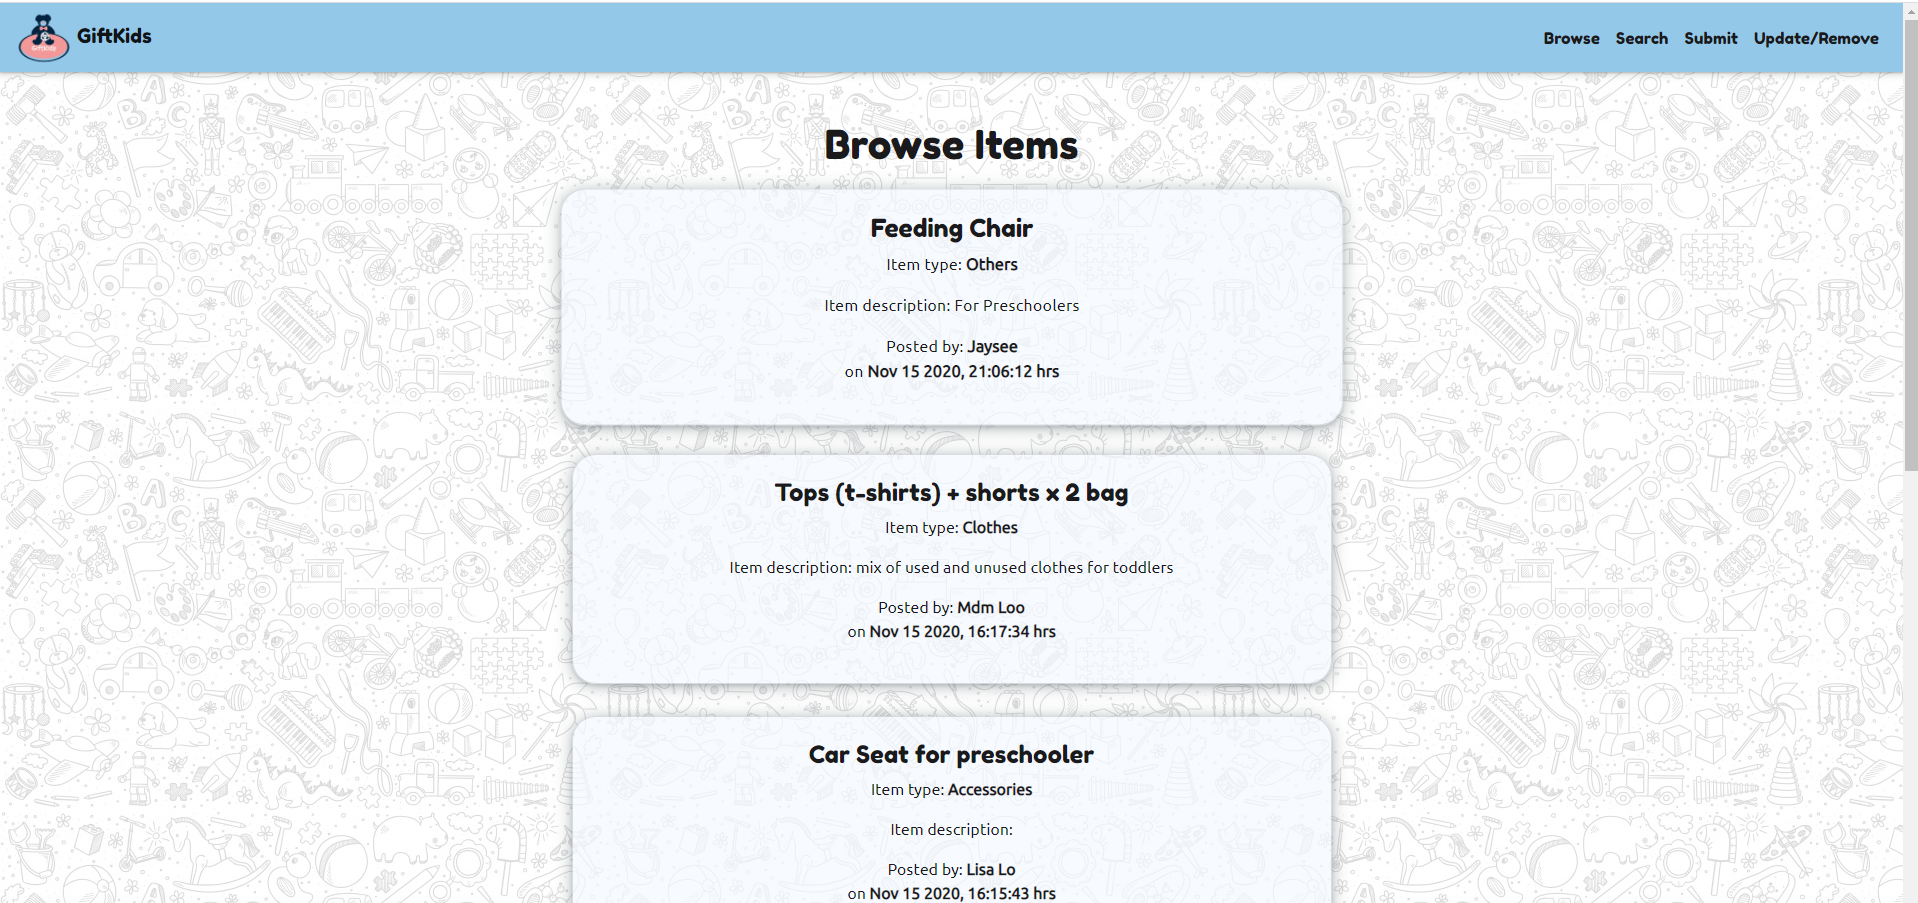 GiftKids
Browse Search Submit Update/Remove
Browse Items
Feeding Chair
Item type: Others
Item description: For Preschoolers
Posted by: Jaysee
on Nov 15 2020, 21:06:12 hrs
Tops (t-shirts) + shorts x 2 bag
Item type: Clothes
Item description: mix of used and unused clothes for toddlers
Posted by: Mdm Loo
on Nov 15 2020, 16:17:34 hrs
Car Seat for preschooler
Item type: Accessories
Item description:
Posted by: Lisa Lo
on Nov 15 2020, 16:15:43 hrs